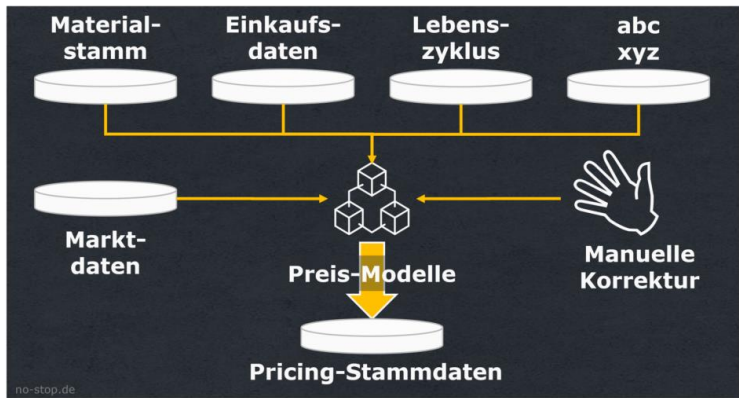 Material-
stamm
Einkaufs-
daten
Lebens-
zyklus
abc
xyz
Markt-
daten
Manuelle
Korrektur
Preis-Modelle
Pricing-Stammdaten
no-stop.de